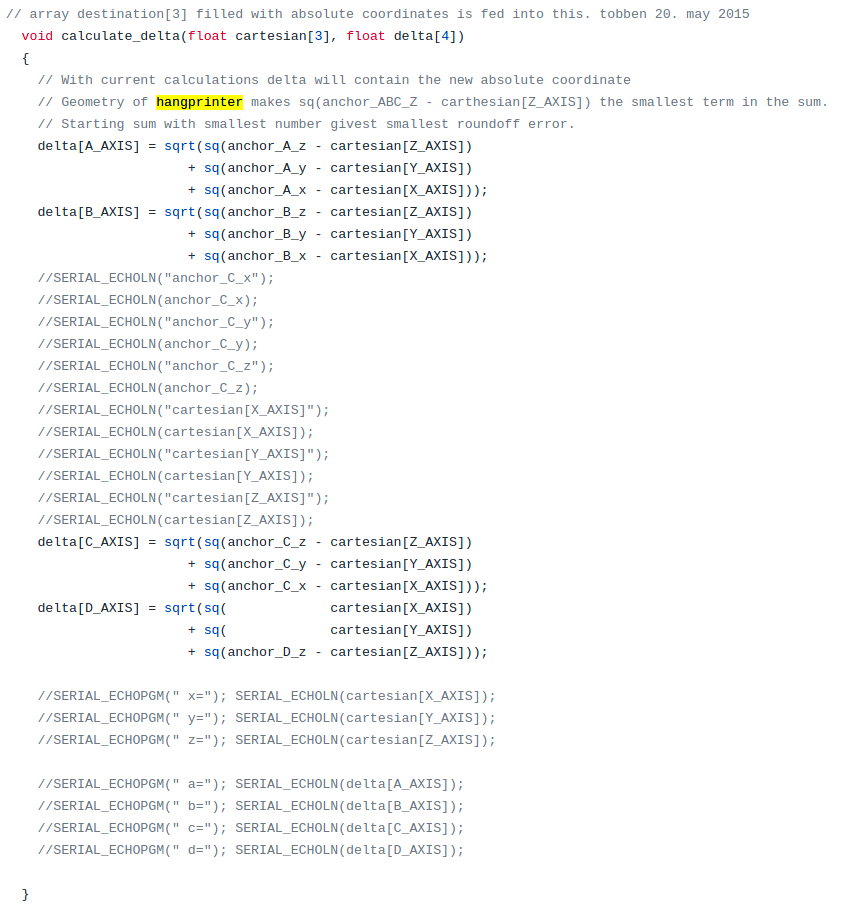 // array destination[3] filled with absolute coordinates is fed into this. tobben 20. may 2015
  void calculate_delta(float cartesian[3], float delta[4])
  {
    // With current calculations delta will contain the new absolute coordinate
    // Geometry of hangprinter makes sq(anchor_ABC_Z - carthesian[Z_AXIS]) the smallest term in the sum.
    // Starting sum with smallest number givest smallest roundoff error.
    delta[A_AXIS] = sqrt(sq(anchor_A_z - cartesian[Z_AXIS])
                       + sq(anchor_A_y - cartesian[Y_AXIS])
                       + sq(anchor_A_x - cartesian[X_AXIS]));
    delta[B_AXIS] = sqrt(sq(anchor_B_z - cartesian[Z_AXIS])
                       + sq(anchor_B_y - cartesian[Y_AXIS])
                       + sq(anchor_B_x - cartesian[X_AXIS]));
    //SERIAL_ECHOLN("anchor_C_x");
    //SERIAL_ECHOLN(anchor_C_x);
    //SERIAL_ECHOLN("anchor_C_y");
    //SERIAL_ECHOLN(anchor_C_y);
    //SERIAL_ECHOLN("anchor_C_z");
    //SERIAL_ECHOLN(anchor_C_z);
    //SERIAL_ECHOLN("cartesian[X_AXIS]");
    //SERIAL_ECHOLN(cartesian[X_AXIS]);
    //SERIAL_ECHOLN("cartesian[Y_AXIS]");
    //SERIAL_ECHOLN(cartesian[Y_AXIS]);
    //SERIAL_ECHOLN("cartesian[Z_AXIS]");
    //SERIAL_ECHOLN(cartesian[Z_AXIS]);
    delta[C_AXIS] = sqrt(sq(anchor_C_z - cartesian[Z_AXIS])
                       + sq(anchor_C_y - cartesian[Y_AXIS])
                       + sq(anchor_C_x - cartesian[X_AXIS]));
    delta[D_AXIS] = sqrt(sq(             cartesian[X_AXIS])
                       + sq(             cartesian[Y_AXIS])
                       + sq(anchor_D_z - cartesian[Z_AXIS]));

    //SERIAL_ECHOPGM(" x="); SERIAL_ECHOLN(cartesian[X_AXIS]);
    //SERIAL_ECHOPGM(" y="); SERIAL_ECHOLN(cartesian[Y_AXIS]);
    //SERIAL_ECHOPGM(" z="); SERIAL_ECHOLN(cartesian[Z_AXIS]);

    //SERIAL_ECHOPGM(" a="); SERIAL_ECHOLN(delta[A_AXIS]);
    //SERIAL_ECHOPGM(" b="); SERIAL_ECHOLN(delta[B_AXIS]);
    //SERIAL_ECHOPGM(" c="); SERIAL_ECHOLN(delta[C_AXIS]);
    //SERIAL_ECHOPGM(" d="); SERIAL_ECHOLN(delta[D_AXIS]);

  }